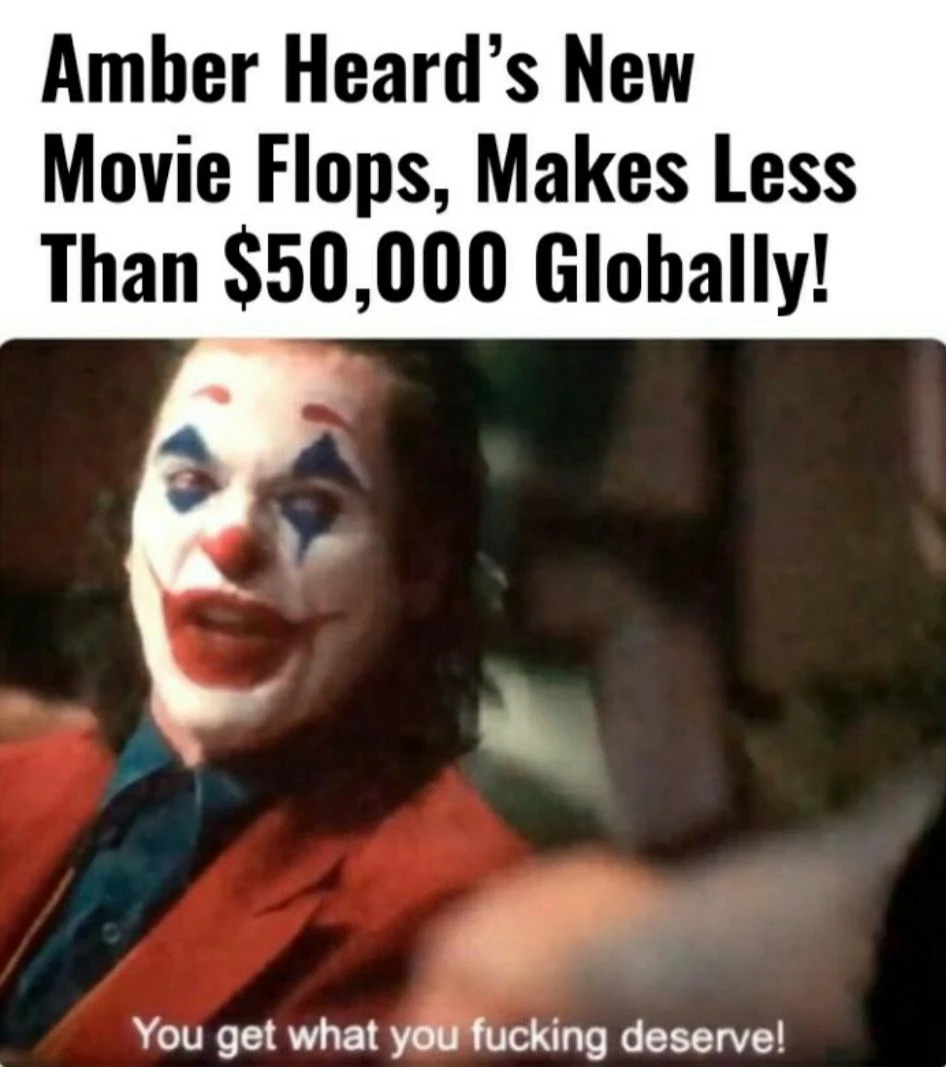 Amber Heard’s New
Movie Flops, Makes Less
Than $50,000 Globally!
You get what you fucking deserve!